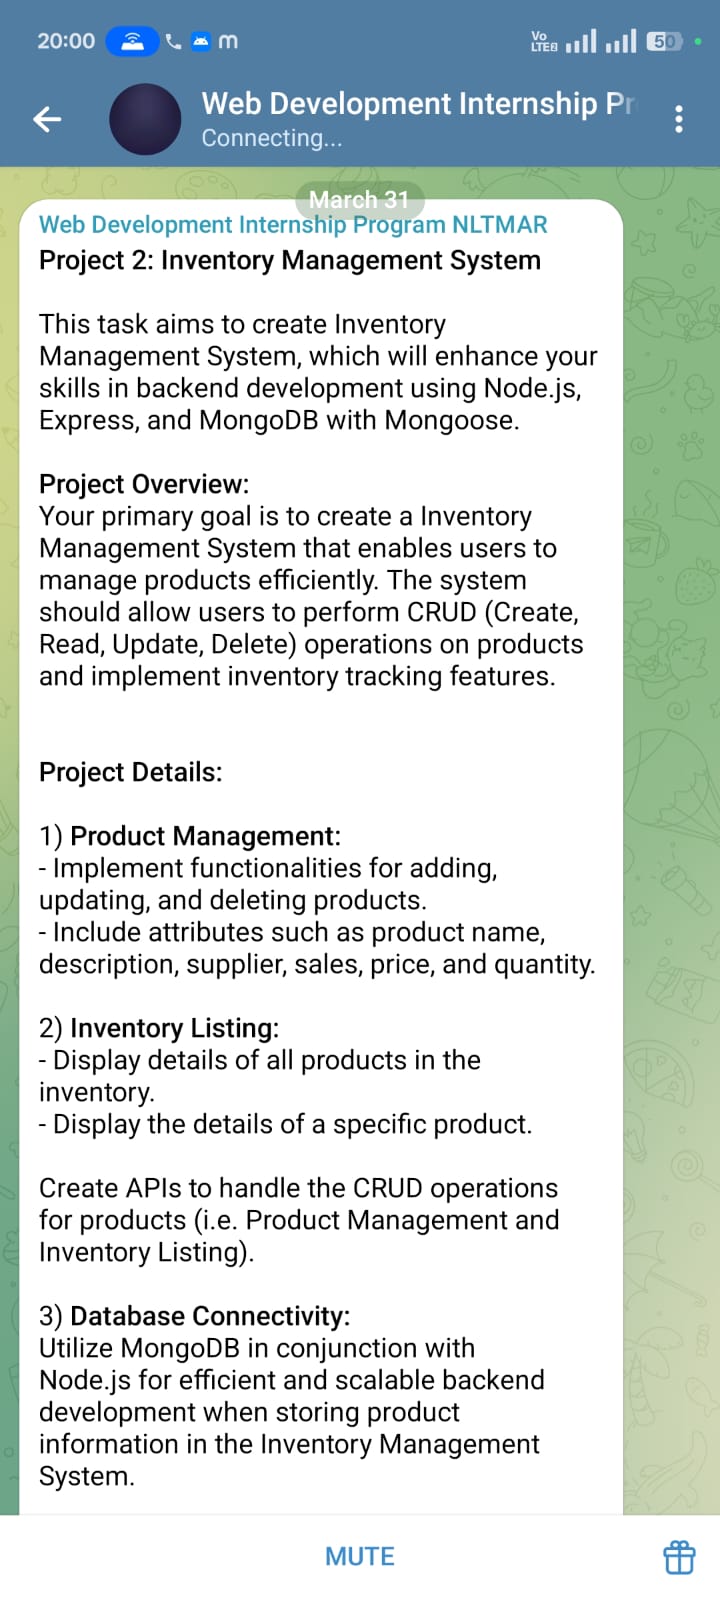 20:00
m
Vo
LTE
50
Web Development Internship Pr
Connecting...
March 31
Web Development Internship Program NLTMAR
Project 2: Inventory Management System
This task aims to create Inventory
Management System, which will enhance your
skills in backend development using Node.js,
Express, and MongoDB with Mongoose.
Project Overview:
Your primary goal is to create a Inventory
Management System that enables users to
manage products efficiently. The system
should allow users to perform CRUD (Create,
Read, Update, Delete) operations on products
and implement inventory tracking features.
Project Details:
1) Product Management:
- Implement functionalities for adding,
updating, and deleting products.
- Include attributes such as product name,
description, supplier, sales, price, and quantity.
2) Inventory Listing:
- Display details of all products in the
inventory.
- Display the details of a specific product.
Create APIs to handle the CRUD operations
for products (i.e. Product Management and
Inventory Listing).
3) Database Connectivity:
Utilize MongoDB in conjunction with
Node.js for efficient and scalable backend
development when storing product
information in the Inventory Management
System.
MUTE